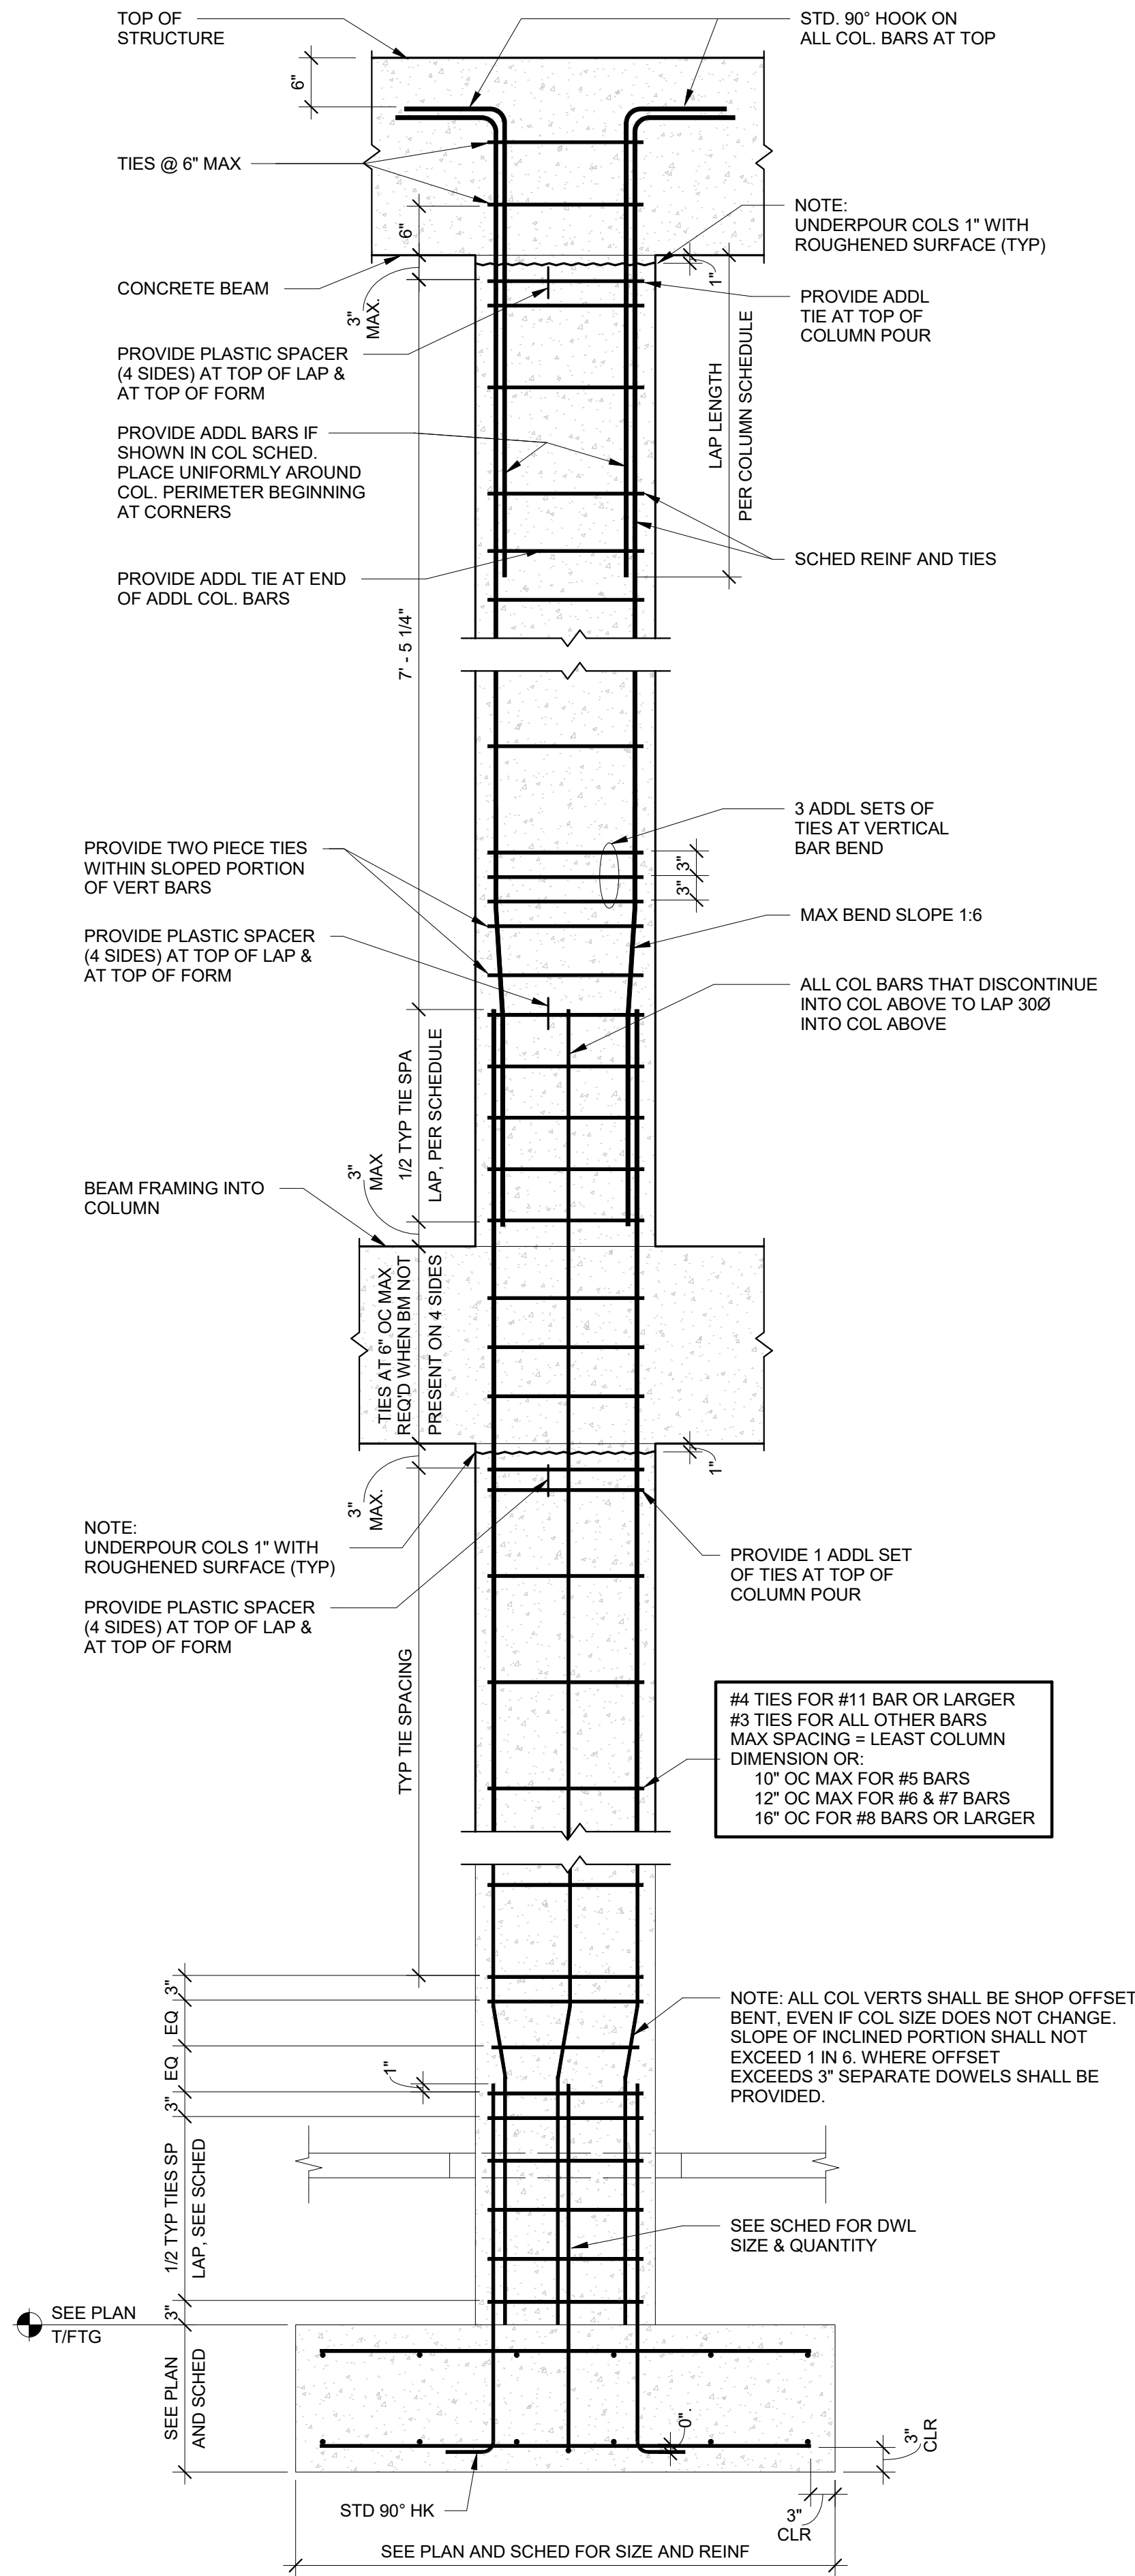 TOP OF
STRUCTURE
STD. 90° HOOK ON
ALL COL. BARS AT TOP
6"
TIES @ 6" MAX
NOTE:
UNDERPOUR COLS 1" WITH
ROUGHENED SURFACE (TYP)
6"
1"
CONCRETE BEAM
3"
MAX.
PROVIDE ADDL
TIE AT TOP OF
COLUMN POUR
PROVIDE PLASTIC SPACER
(4 SIDES) AT TOP OF LAP &
AT TOP OF FORM
LAP LENGTH
PER COLUMN SCHEDULE
PROVIDE ADDL BARS IF
SHOWN IN COL SCHED.
PLACE UNIFORMLY AROUND
COL. PERIMETER BEGINNING
AT CORNERS
SCHED REINF AND TIES
PROVIDE ADDL TIE AT END
OF ADDL COL. BARS
7' - 5 1/4"
3 ADDL SETS OF
TIES AT VERTICAL
BAR BEND
3"
3"
PROVIDE TWO PIECE TIES
WITHIN SLOPED PORTION
OF VERT BARS
MAX BEND SLOPE 1:6
PROVIDE PLASTIC SPACER
(4 SIDES) AT TOP OF LAP &
AT TOP OF FORM
ALL COL BARS THAT DISCONTINUE
INTO COL ABOVE TO LAP 30Ø
INTO COL ABOVE
1/2 TYP TIE SPA
LAP, PER SCHEDULE
3"
MAX
BEAM FRAMING INTO
COLUMN
TIES AT 6" OC MAX
REQ'D WHEN BM NOT
PRESENT ON 4 SIDES
1"
3"
MAX.
NOTE:
UNDERPOUR COLS 1" WITH
ROUGHENED SURFACE (TYP)
PROVIDE 1 ADDL SET
OF TIES AT TOP OF
COLUMN POUR
PROVIDE PLASTIC SPACER
(4 SIDES) AT TOP OF LAP &
AT TOP OF FORM
TYP TIE SPACING
#4 TIES FOR #11 BAR OR LARGER
#3 TIES FOR ALL OTHER BARS
MAX SPACING = LEAST COLUMN
DIMENSION OR:
10" OC MAX FOR #5 BARS
12" OC MAX FOR #6 & #7 BARS
16" OC FOR #8 BARS OR LARGER
3"
EQ
EQ
3"
1"
NOTE: ALL COL VERTS SHALL BE SHOP OFFSET
BENT, EVEN IF COL SIZE DOES NOT CHANGE.
SLOPE OF INCLINED PORTION SHALL NOT
EXCEED 1 IN 6. WHERE OFFSET
EXCEEDS 3" SEPARATE DOWELS SHALL BE
PROVIDED.
1/2 TYP TIES SP
LAP, SEE SCHED
SEE SCHED FOR DWL
SIZE & QUANTITY
3"
SEE PLAN
T/FTG
SEE PLAN
AND SCHED
0".
3"
CLR
STD 90° HK
3"
CLR
SEE PLAN AND SCHED FOR SIZE AND REINF